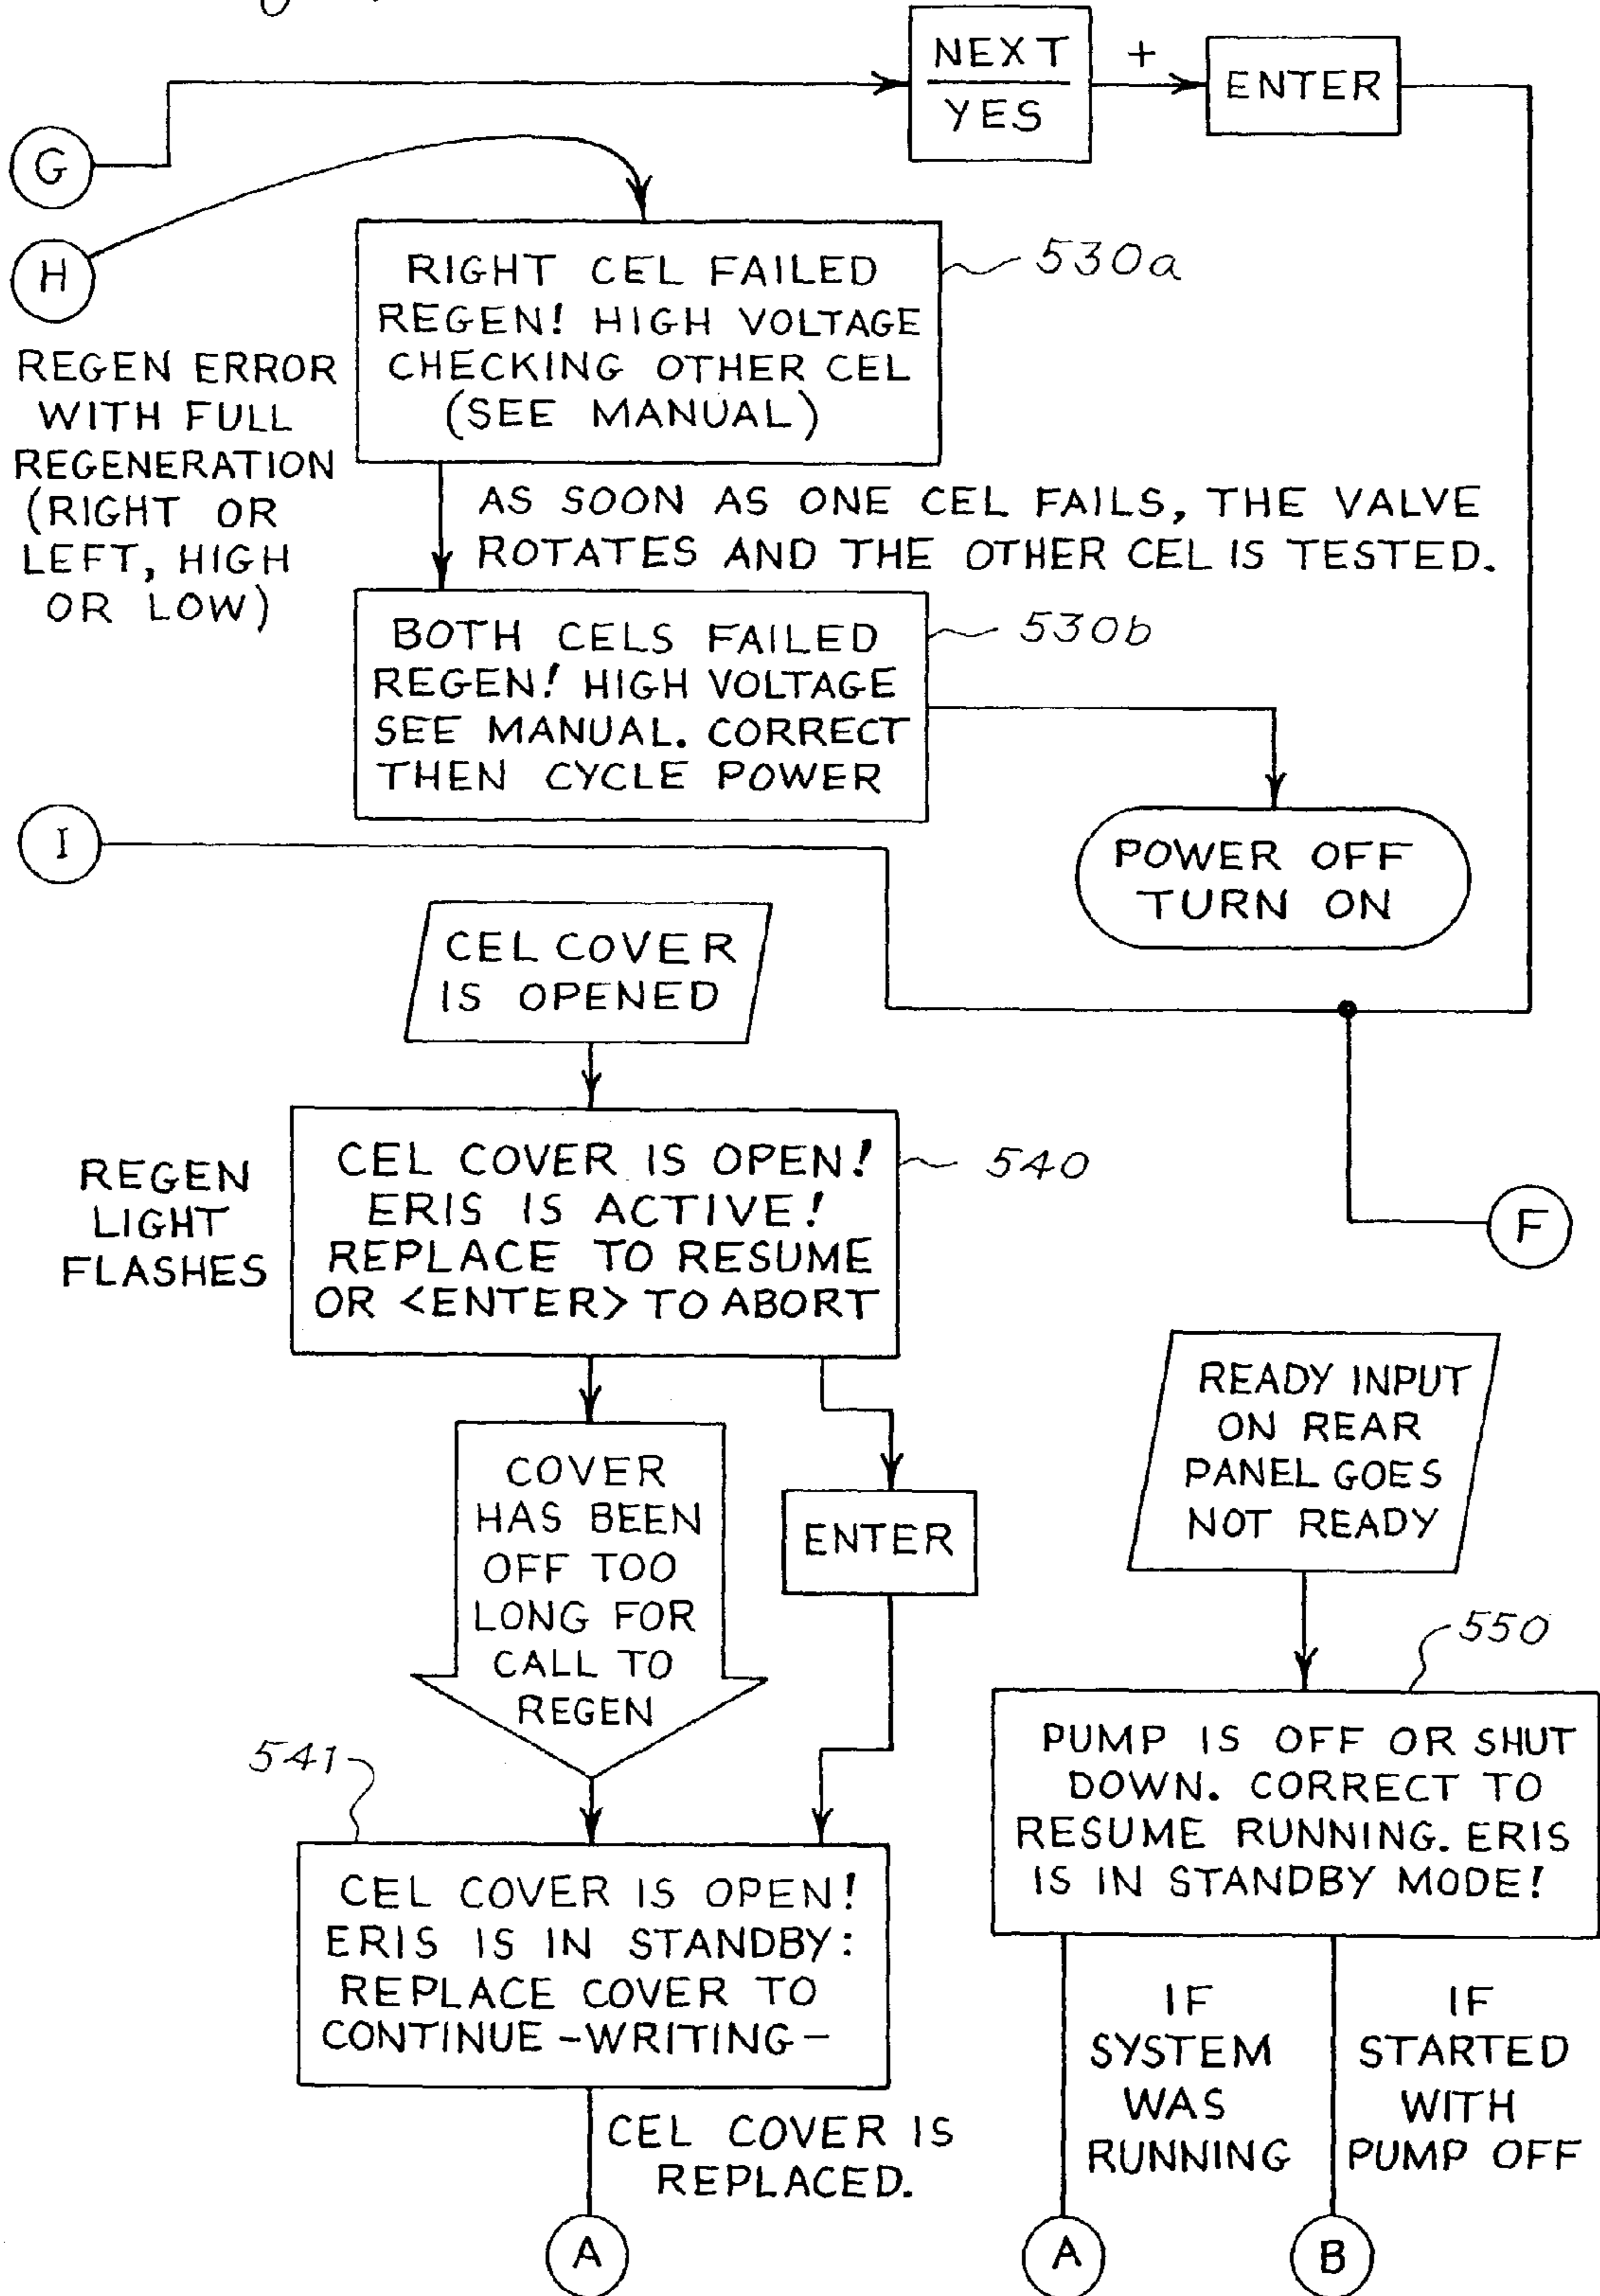 NEXT
YES
+
ENTER
G
H
RIGHT CEL FAILED
REGEN! HIGH VOLTAGE
CHECKING OTHER CEL
(SEE MANUAL)
530a
REGEN ERROR
WITH FULL
REGENERATION
(RIGHT OR
LEFT, HIGH
OR LOW)
AS SOON AS ONE CEL FAILS, THE VALVE
ROTATES AND THE OTHER CEL IS TESTED.
BOTH CELS FAILED
REGEN! HIGH VOLTAGE
SEE MANUAL. CORRECT
THEN CYCLE POWER
530b
I
POWER OFF
TURN ON
CEL COVER
IS OPENED
REGEN
LIGHT
FLASHES
CEL COVER IS OPEN!
ERIS IS ACTIVE!
REPLACE TO RESUME
OR <ENTER> TO ABORT
540
F
COVER
HAS BEEN
OFF TOO
LONG FOR
CALL TO
REGEN
ENTER
READY INPUT
ON REAR
PANEL GOES
NOT READY
550
541
PUMP IS OFF OR SHUT
DOWN. CORRECT TO
RESUME RUNNING. ERIS
IS IN STANDBY MODE!
CEL COVER IS OPEN!
ERIS IS IN STANDBY:
REPLACE COVER TO
CONTINUE -WRITING-
CEL COVER IS
REPLACED.
IF
SYSTEM
WAS
RUNNING
IF
STARTED
WITH
PUMP OFF
A
A
B